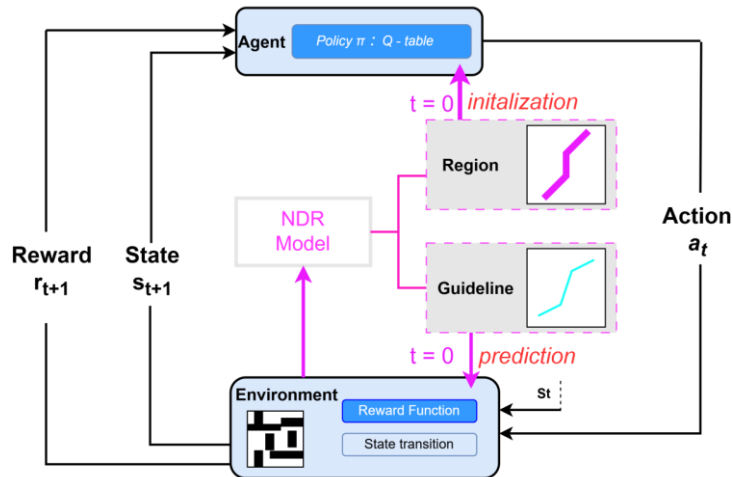 Agent
Policy π： Q - table
t = 0 initalization
Region
NDR
Model
Guideline
Reward
r t+1
State
s t+1
Action
a t
t = 0 prediction
Environment
Reward Function
State transition
St